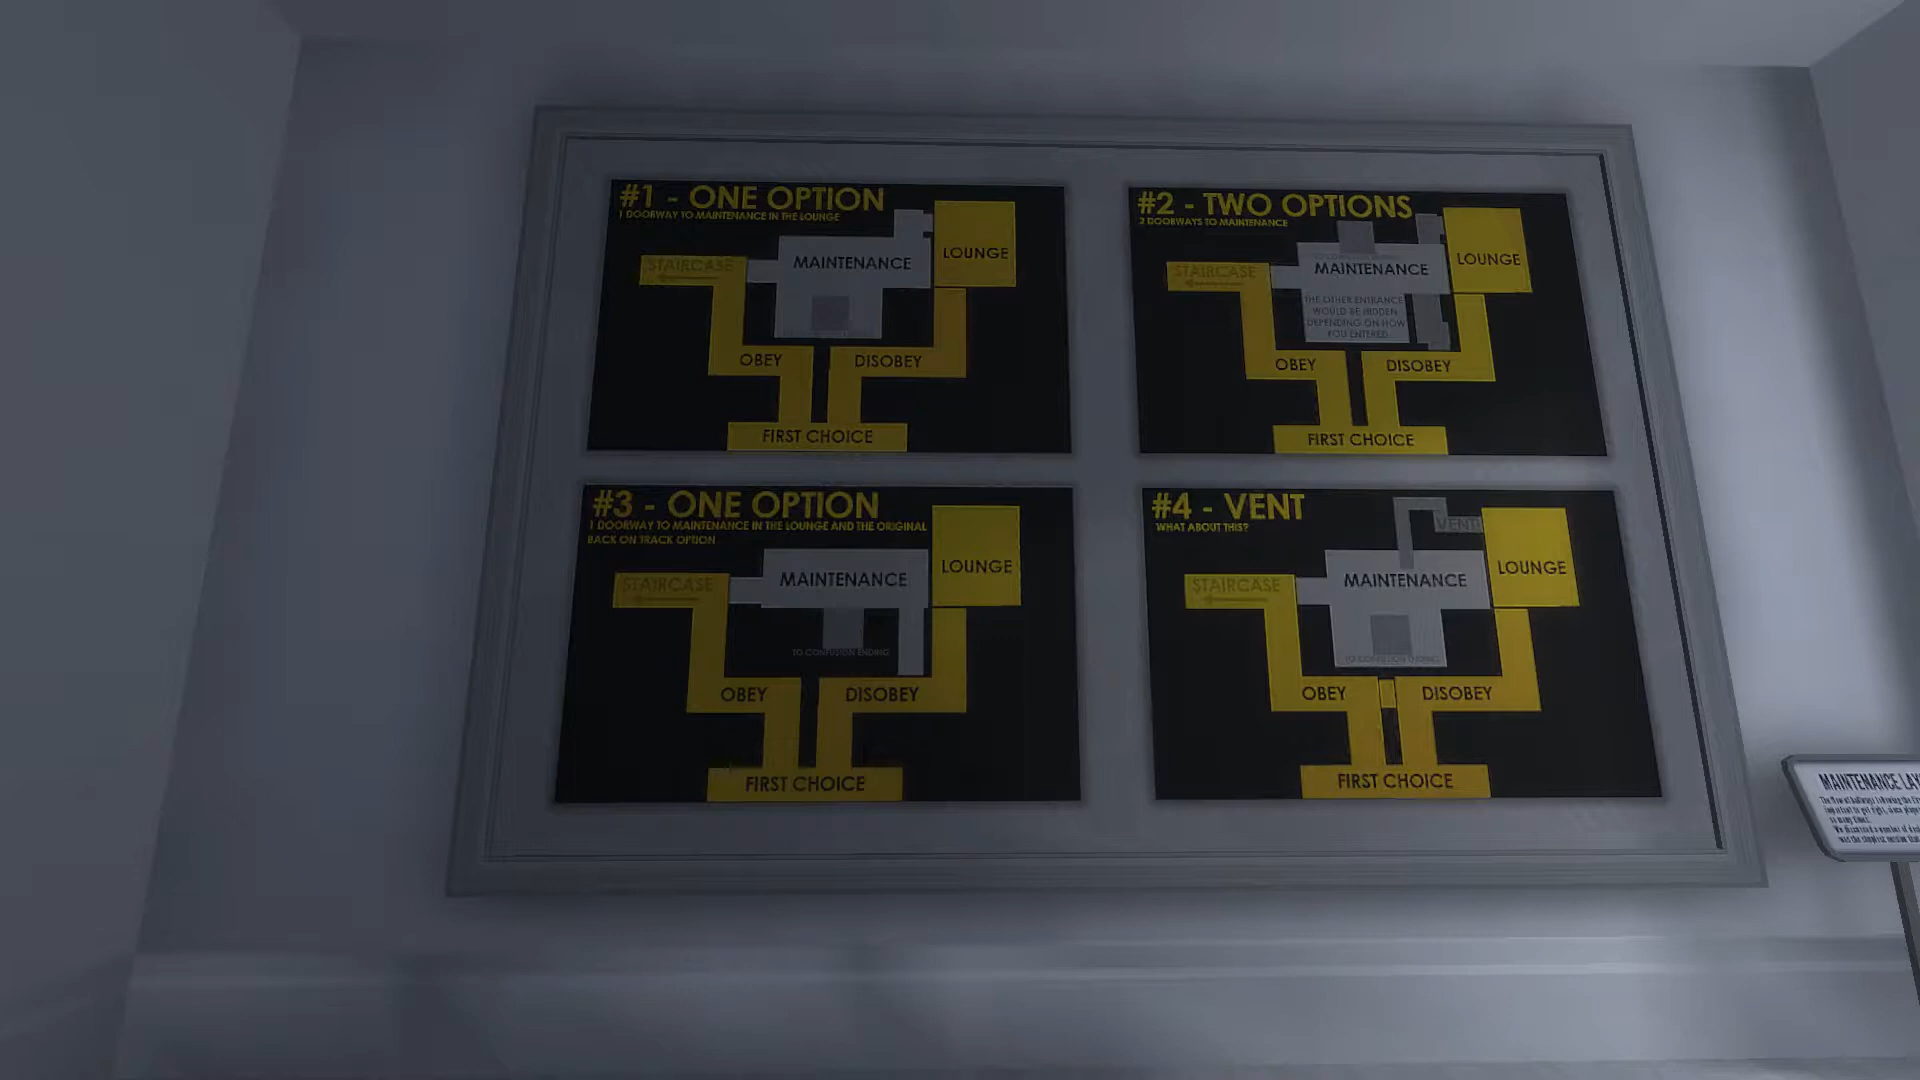 #1 - ONE OPTION
1 DOORWAY TO MAINTENANCE IN THE LOUNGE
STAIRCASE
MAINTENANCE
LOUNGE
OBEY
DISOBEY
FIRST CHOICE
#2 - TWO OPTIONS
2 DOORWAYS TO MAINTENANCE
STAIRCASE
MAINTENANCE
LOUNGE
THE OTHER ENTRANCE
WOULD BE HIDDEN
DEPENDING ON HOW
YOU ENTERED
OBEY
DISOBEY
FIRST CHOICE
#3 - ONE OPTION
1 DOORWAY TO MAINTENANCE IN THE LOUNGE AND THE ORIGINAL
BACK ON TRACK OPTION
STAIRCASE
MAINTENANCE
LOUNGE
TO CONFUSION ENDING
OBEY
DISOBEY
FIRST CHOICE
#4 - VENT
WHAT ABOUT THIS?
VENT
STAIRCASE
MAINTENANCE
LOUNGE
TO CONFUSION ENDING
OBEY
DISOBEY
FIRST CHOICE
MAINTENANCE